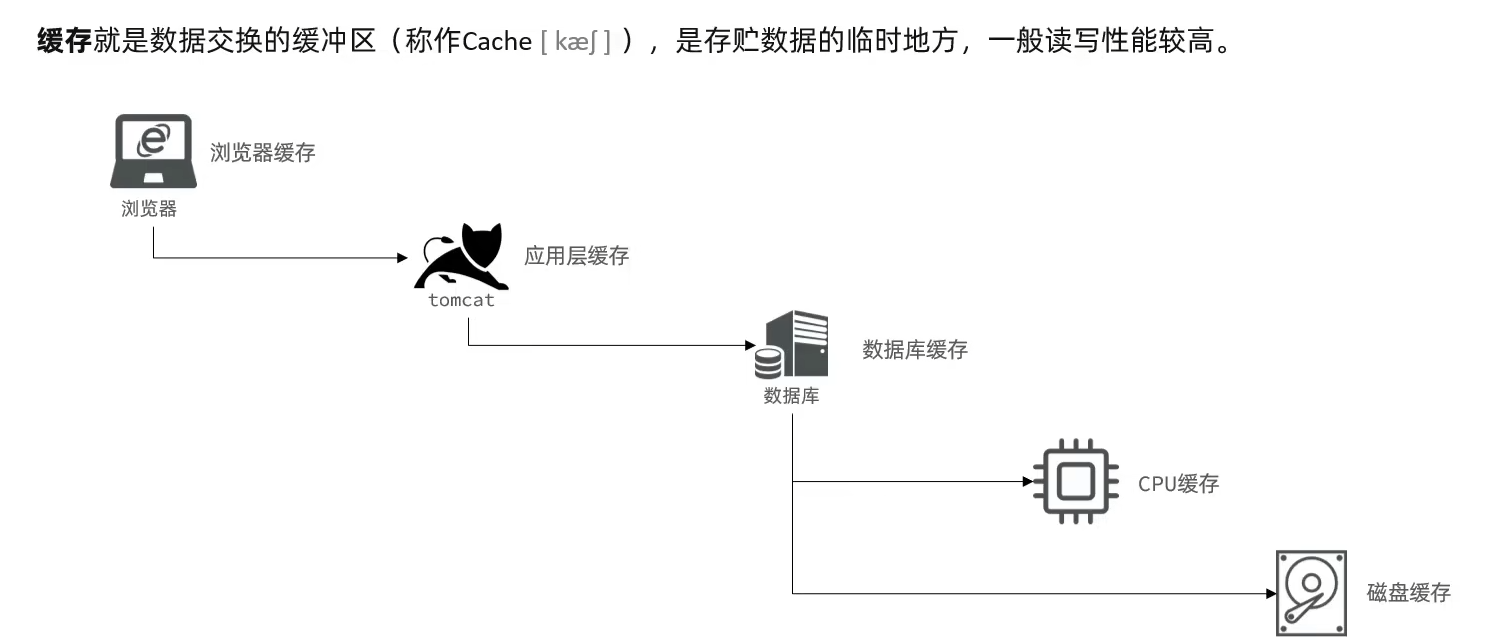 缓存就是数据交换的缓冲区（称作Cache [ kæʃ ] ），是存贮数据的临时地方，一般读写性能较高。
浏览器缓存
浏览器
应用层缓存
tomcat
数据库缓存
数据库
CPU缓存
磁盘缓存